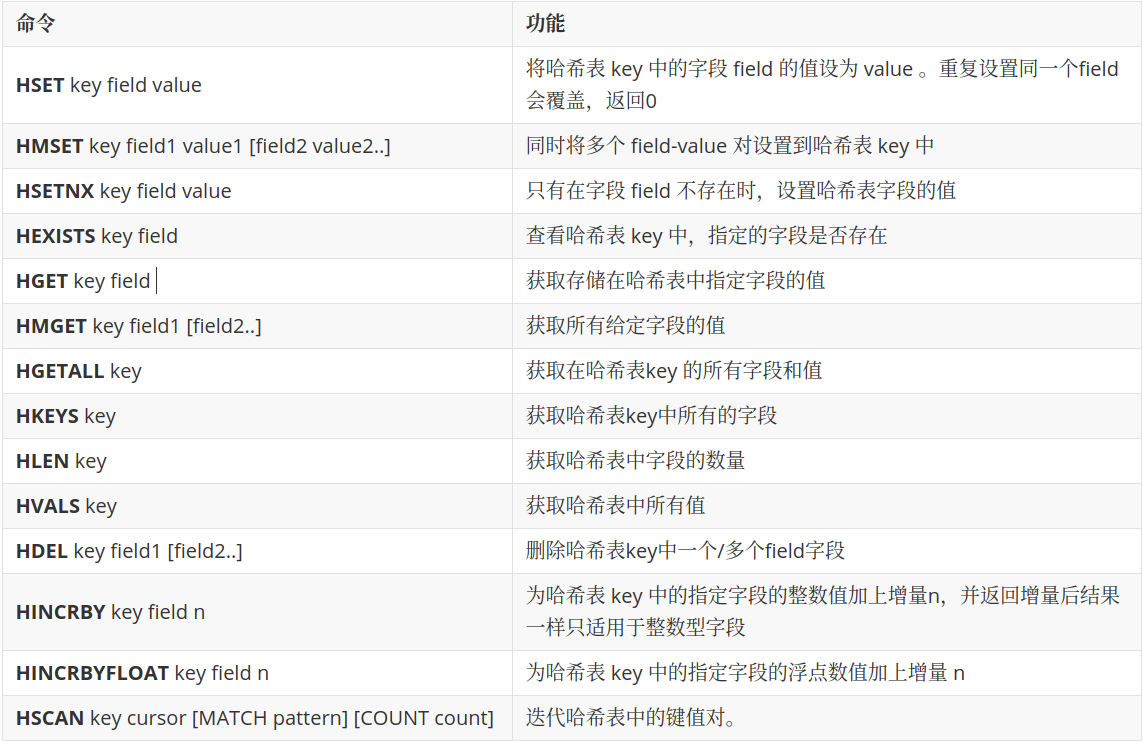 命令 功能
HSET key field value 将哈希表 key 中的字段 field 的值设为 value 。重复设置同一个field
会覆盖，返回0
HMSET key field1 value1 [field2 value2..] 同时将多个 field-value 对设置到哈希表 key 中
HSETNX key field value 只有在字段 field 不存在时，设置哈希表字段的值
HEXISTS key field 查看哈希表 key 中，指定的字段是否存在
HGET key field 获取存储在哈希表中指定字段的值
HMGET key field1 [field2..] 获取所有给定字段的值
HGETALL key 获取在哈希表key 的所有字段和值
HKEYS key 获取哈希表key中所有的字段
HLEN key 获取哈希表中字段的数量
HVALS key 获取哈希表中所有值
HDEL key field1 [field2..] 删除哈希表key中一个/多个field字段
HINCRBY key field n 为哈希表 key 中的指定字段的整数值加上增量n，并返回增量后结果
一样只适用于整数型字段
HINCRBYFLOAT key field n 为哈希表 key 中的指定字段的浮点数值加上增量 n
HSCAN key cursor [MATCH pattern] [COUNT count] 迭代哈希表中的键值对。